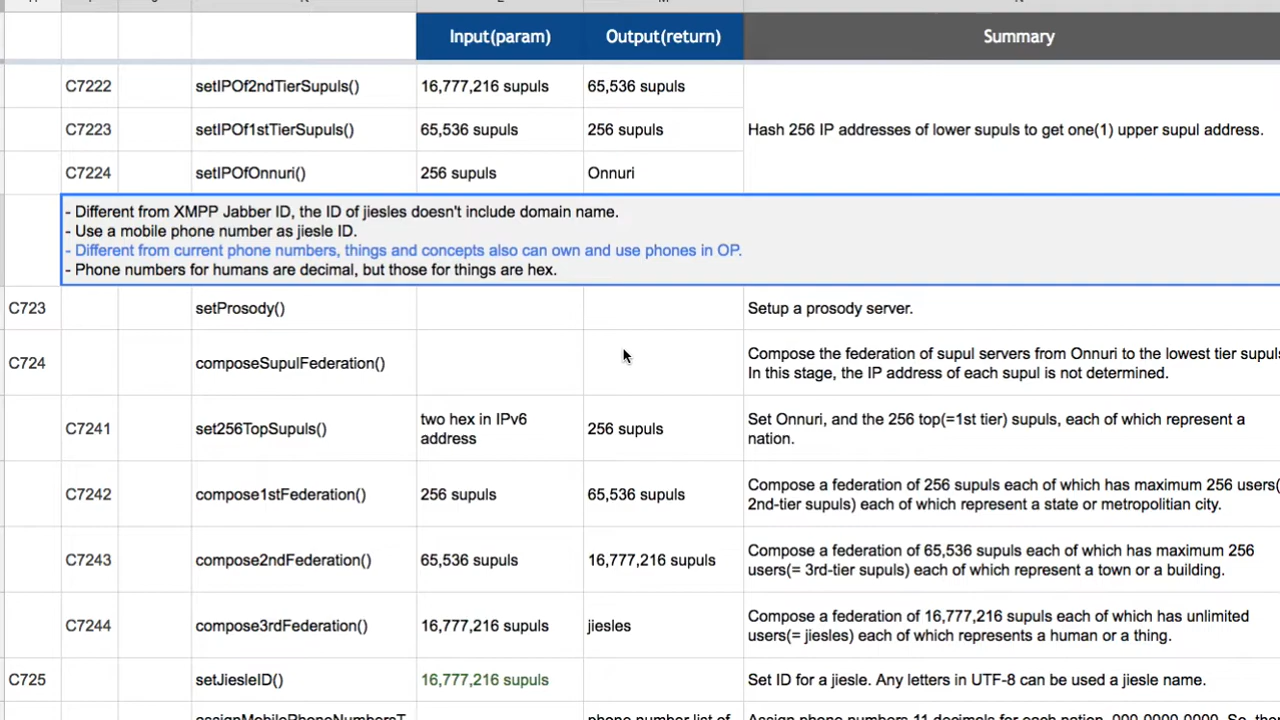 Input(param) Output(return) Summary
C7222 setIPOf2ndTierSupuls() 16,777,216 supuls 65,536 supuls
C7223 setIPOf1stTierSupuls() 65,536 supuls 256 supuls Hash 256 IP addresses of lower supuls to get one(1) upper supul address.
C7224 setIPOfOnnuri() 256 supuls Onnuri
- Different from XMPP Jabber ID, the ID of jiesles doesn't include domain name.
- Use a mobile phone number as jiesle ID.
- Different from current phone numbers, things and concepts also can own and use phones in OP.
- Phone numbers for humans are decimal, but those for things are hex.
C723 setProsody() Setup a prosody server.
C724 composeSupulFederation() Compose the federation of supul servers from Onnuri to the lowest tier supuls
In this stage, the IP address of each supul is not determined.
C7241 set256TopSupuls() two hex in IPv6 address 256 supuls Set Onnuri, and the 256 top(=1st tier) supuls, each of which represent a
nation.
C7242 compose1stFederation() 256 supuls 65,536 supuls Compose a federation of 256 supuls each of which has maximum 256 users(
2nd-tier supuls) each of which represent a state or metropolitian city.
C7243 compose2ndFederation() 65,536 supuls 16,777,216 supuls Compose a federation of 65,536 supuls each of which has maximum 256
users(= 3rd-tier supuls) each of which represent a town or a building.
C7244 compose3rdFederation() 16,777,216 supuls jiesles Compose a federation of 16,777,216 supuls each of which has unlimited
users(= jiesles) each of which represents a human or a thing.
C725 setJiesleID() 16,777,216 supuls Set ID for a jiesle. Any letters in UTF-8 can be used a jiesle name.
phone number list of Assign phone numbers 11 decimals for each nation.